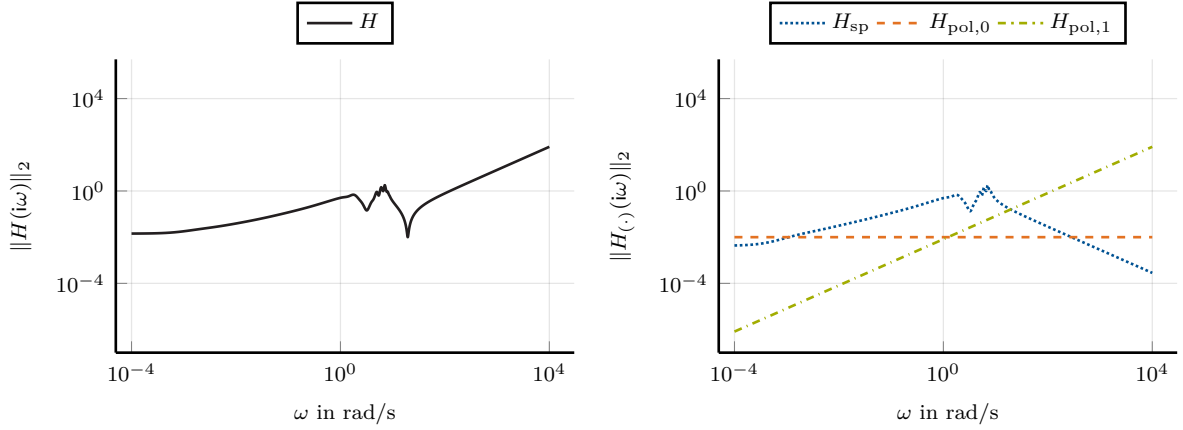 H
10⁴
10⁰
10⁻⁴
||H(iω)||₂
10⁻⁴ 10⁰ 10⁴
ω in rad/s
H_sp H_pol,0 H_pol,1
10⁴
10⁰
10⁻⁴
||H_(·)(iω)||₂
10⁻⁴ 10⁰ 10⁴
ω in rad/s